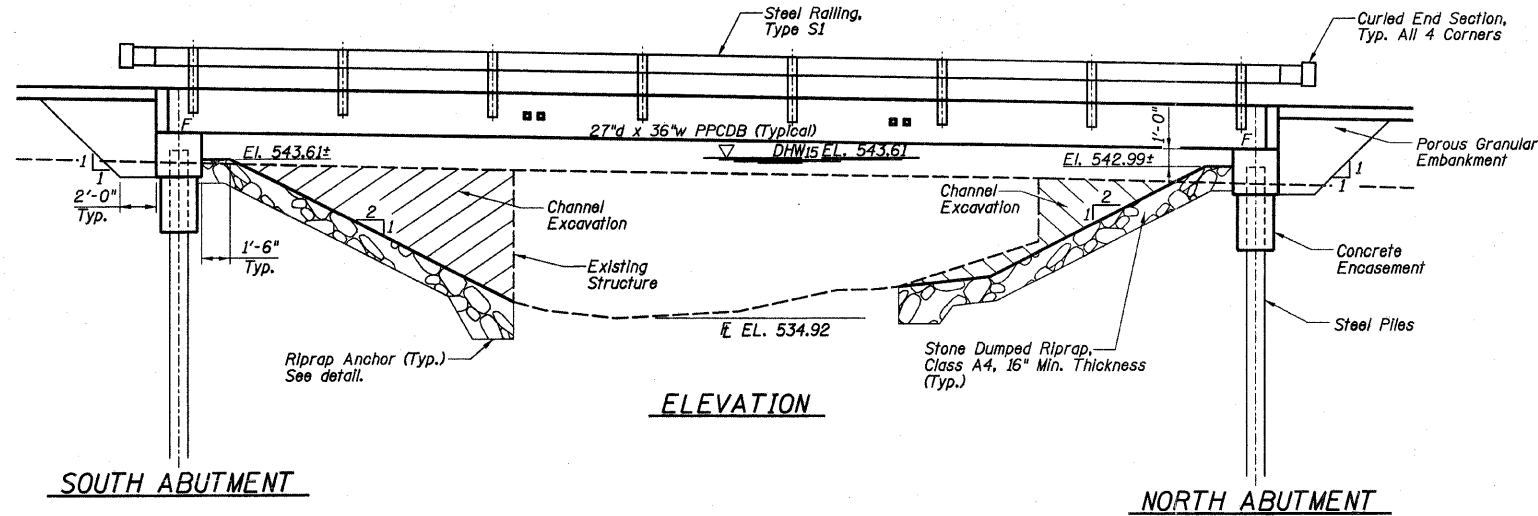 Steel Railing,
Type S1
Curled End Section,
Typ. All 4 Corners
F
27"d x 36"w PPCDB (Typical)
1'-0"
F
El. 543.61±
DHW15 EL. 543.61
El. 542.99±
Porous Granular
Embankment
1
1
1
1
2'-0"
Typ.
2
1
Channel
Excavation
Channel
Excavation
2
1
1'-6"
Typ.
Existing
Structure
Concrete
Encasement
℄ EL. 534.92
Steel Piles
Riprap Anchor (Typ.)
See detail.
Stone Dumped Riprap,
Class A4, 16" Min. Thickness
(Typ.)
ELEVATION
SOUTH ABUTMENT
NORTH ABUTMENT